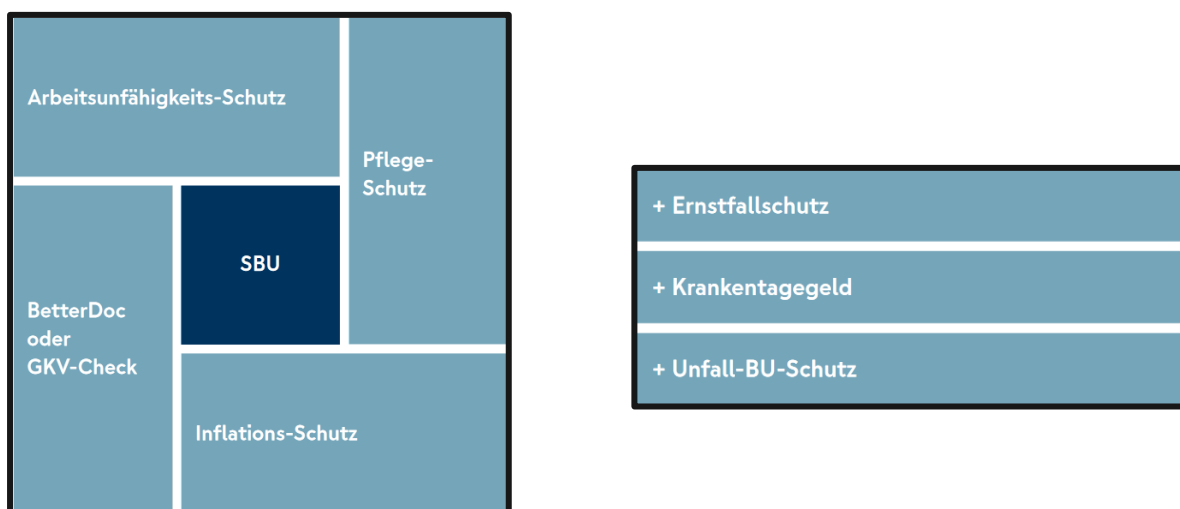 Arbeitsunfähigkeits-Schutz
Pflege-
Schutz
SBU
BetterDoc
oder
GKV-Check
Inflations-Schutz
+ Ernstfallschutz
+ Krankentagegeld
+ Unfall-BU-Schutz